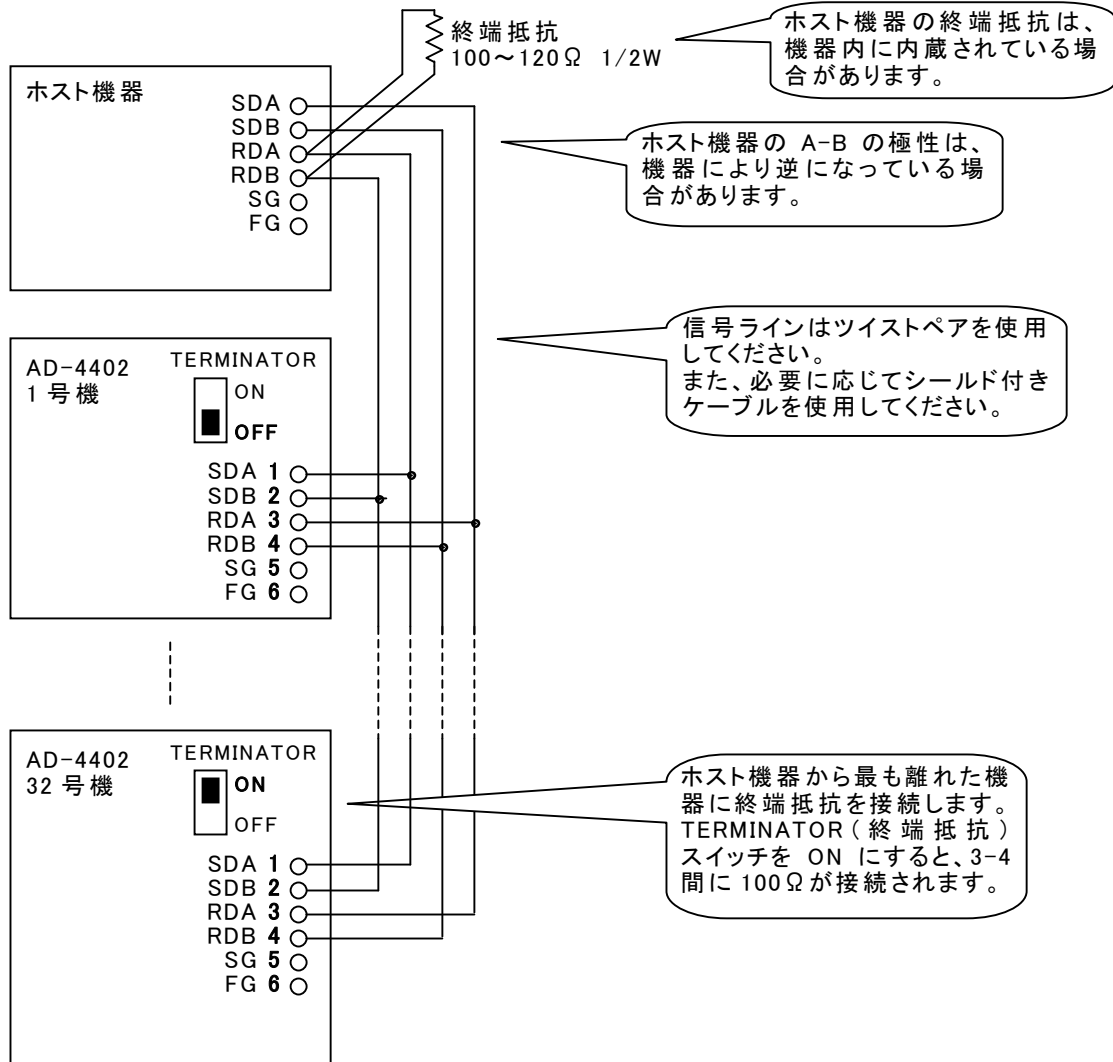 終端抵抗
100～120Ω 1/2W
ホスト機器の終端抵抗は、
機器内に内蔵されている場
合があります。
ホスト機器
SDA
SDB
RDA
RDB
SG
FG
ホスト機器の A-B の極性は、
機器により逆になっている場
合があります。
信号ラインはツイストペアを使用
してください。
また、必要に応じてシールド付き
ケーブルを使用してください。
AD-4402
1号機
TERMINATOR
ON
OFF
SDA 1
SDB 2
RDA 3
RDB 4
SG 5
FG 6
AD-4402
32号機
TERMINATOR
ON
OFF
SDA 1
SDB 2
RDA 3
RDB 4
SG 5
FG 6
ホスト機器から最も離れた機
器に終端抵抗を接続します。
TERMINATOR（終端抵抗）
スイッチを ON にすると、3-4
間に 100Ωが接続されます。